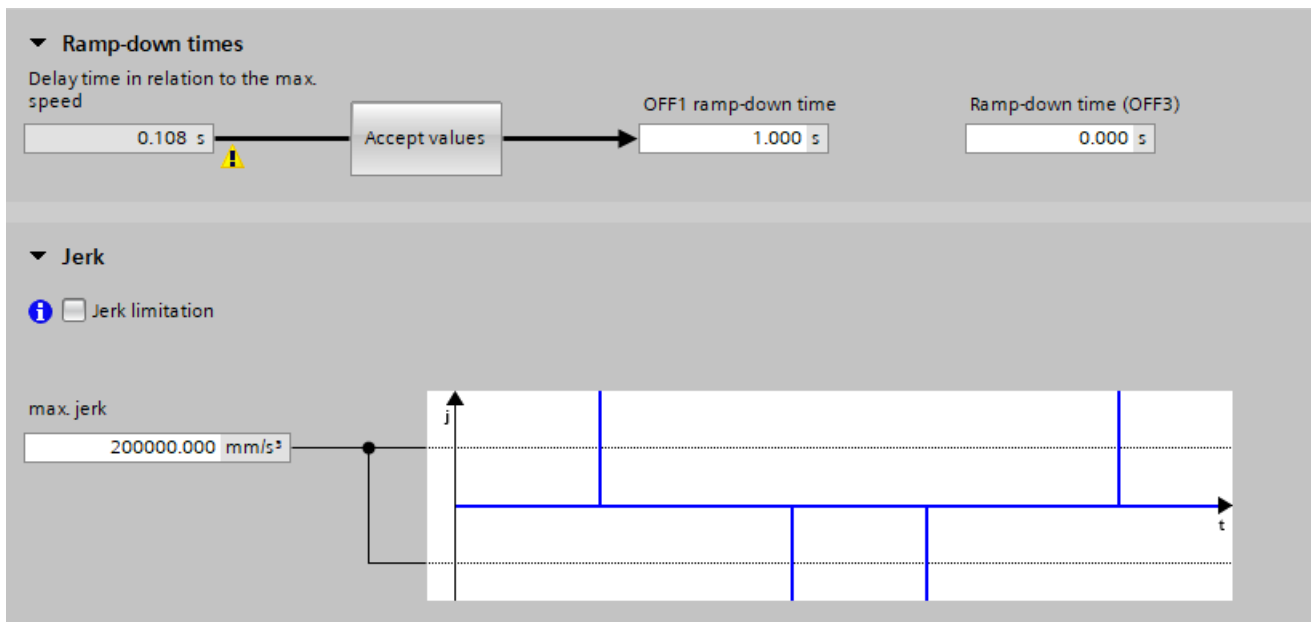 Ramp-down times
Delay time in relation to the max.
speed
0.108 s
Accept values
OFF1 ramp-down time
1.000 s
Ramp-down time (OFF3)
0.000 s
Jerk
Jerk limitation
max. jerk
200000.000 mm/s³
j
t